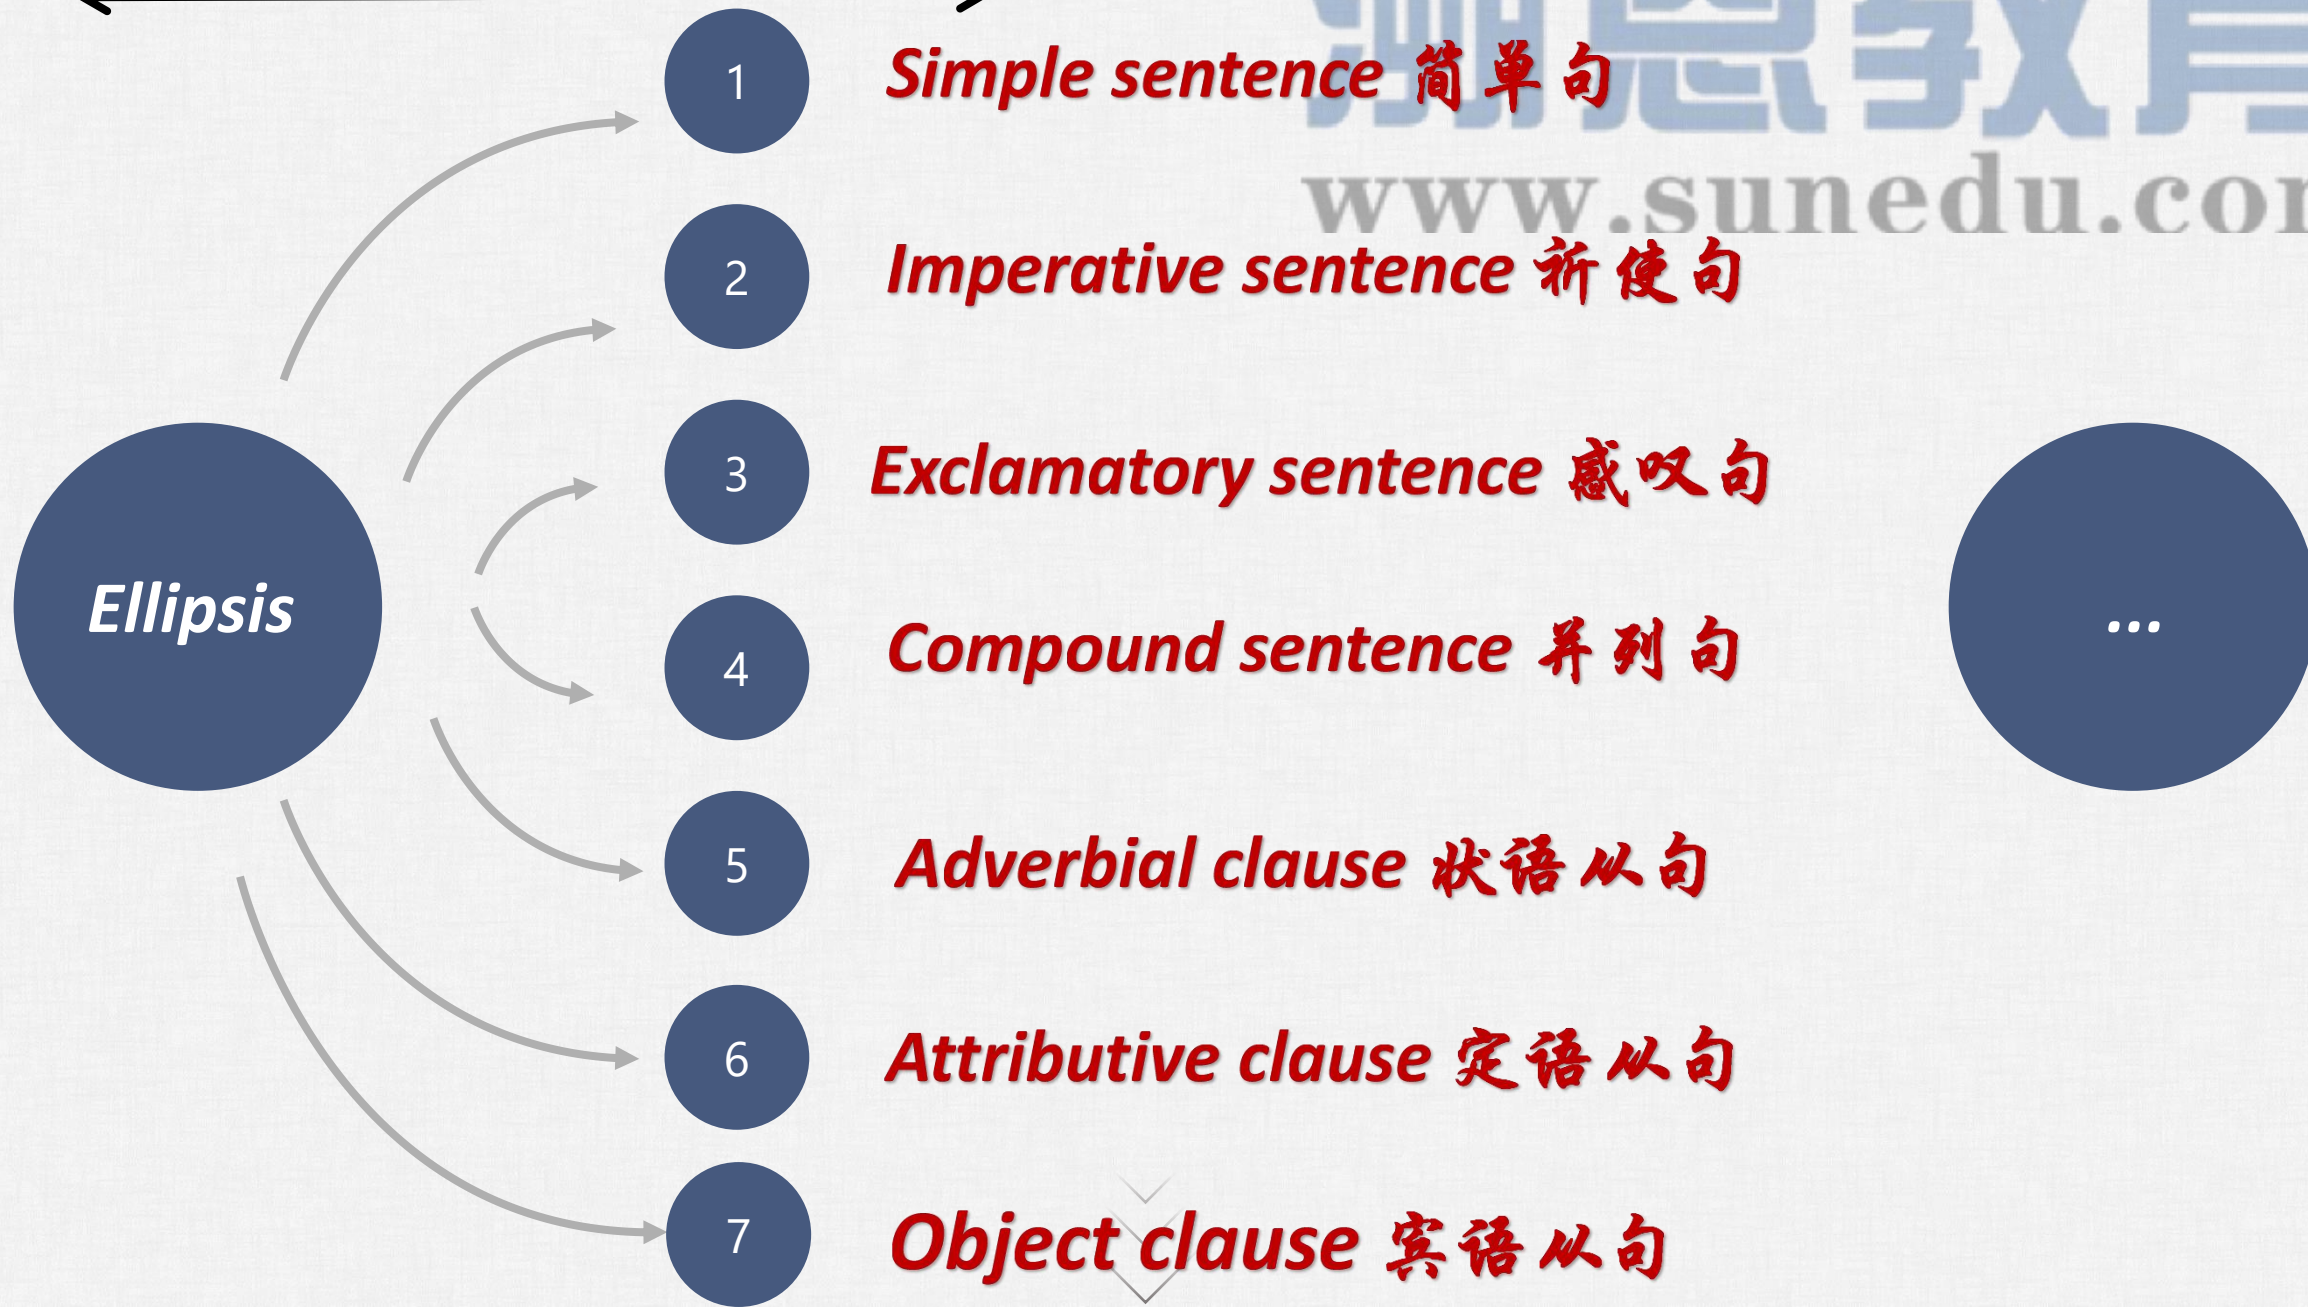 1
Simple sentence 简单句
www.sunedu.co
2
Imperative sentence 祈使句
3
Exclamatory sentence 感叹句
Ellipsis
...
4
Compound sentence 并列句
5
Adverbial clause 状语从句
6
Attributive clause 定语从句
7
Object clause 宾语从句